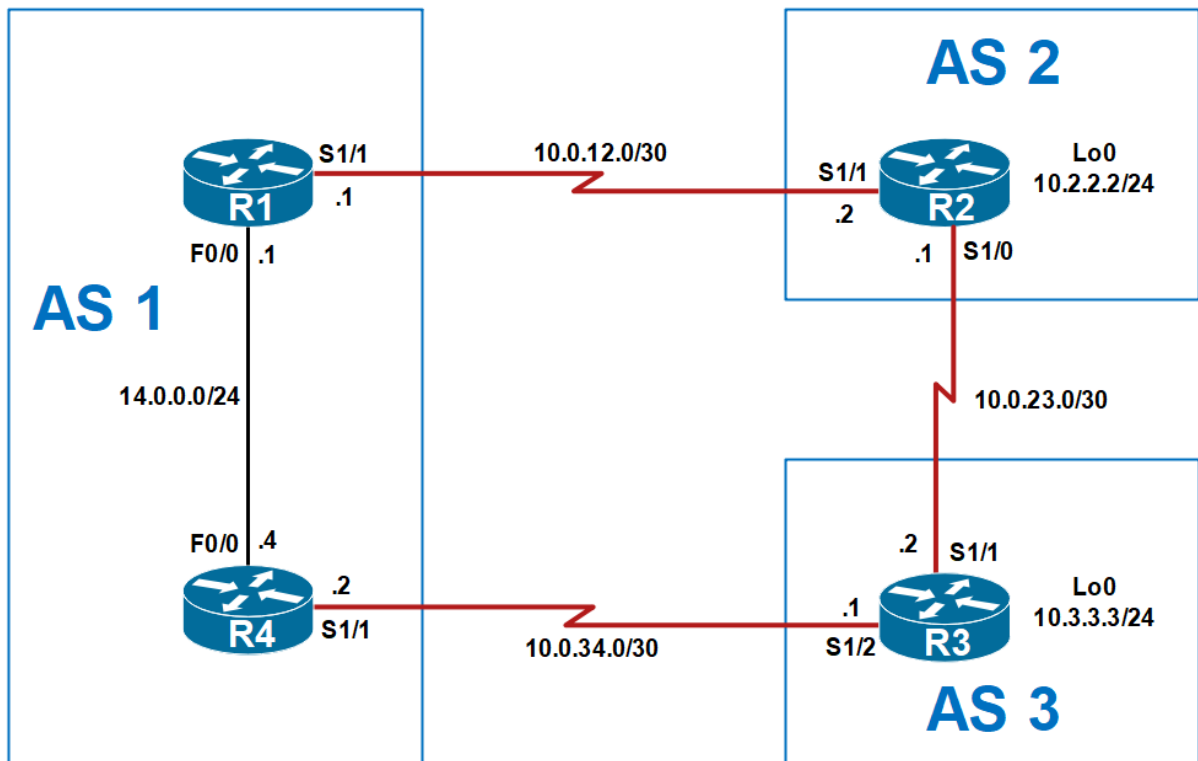 AS 2
S1/1
10.0.12.0/30
Lo0
10.2.2.2/24
S1/1
R1
.1
.2
R2
F0/0
.1
.1
S1/0
AS 1
14.0.0.0/24
10.0.23.0/30
F0/0
.4
.2
S1/1
R4
.2
S1/1
10.0.34.0/30
.1
S1/2
R3
Lo0
10.3.3.3/24
AS 3